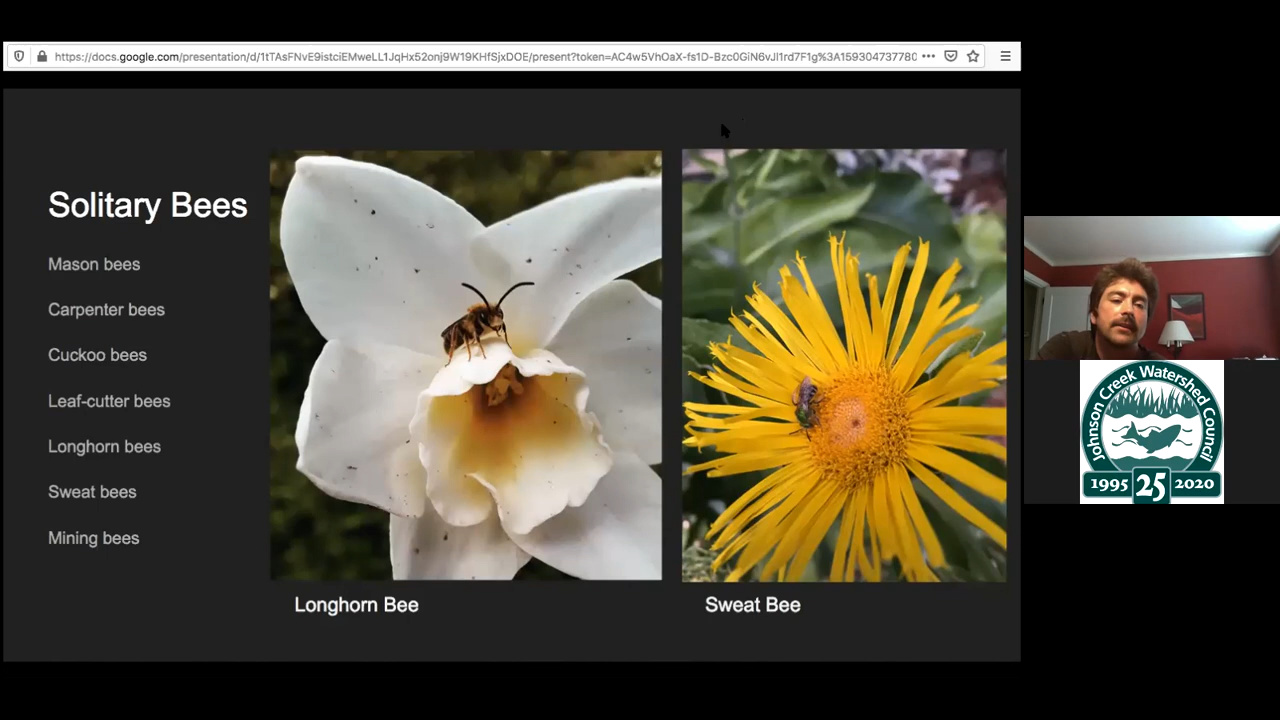 https://docs.google.com/presentation/d/1tTAsFNvE9istciEMweLL1JqHx52onj9W19KHfSjxDOE/present?token=AC4w5VhOaX-fs1D-Bzc0GiN6vJI1rd7F1g%3A159304737780
Solitary Bees
Mason bees
Carpenter bees
Cuckoo bees
Leaf-cutter bees
Longhorn bees
Sweat bees
Mining bees
Longhorn Bee
Sweat Bee
Johnson Creek Watershed Council
1995 25 2020